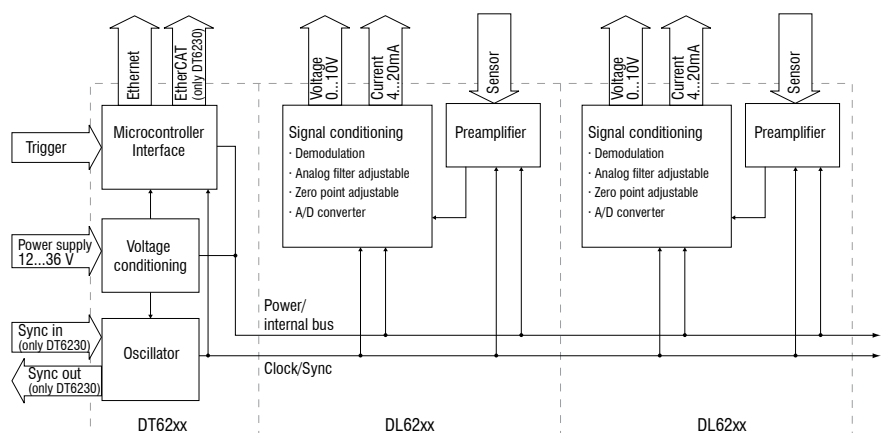 Ethernet
EtherCAT
(only DT6230)
Voltage
0...10V
Current
4...20mA
Sensor
Voltage
0...10V
Current
4...20mA
Sensor
Trigger
Microcontroller
Interface
Signal conditioning
· Demodulation
· Analog filter adjustable
· Zero point adjustable
· A/D converter
Preamplifier
Signal conditioning
· Demodulation
· Analog filter adjustable
· Zero point adjustable
· A/D converter
Preamplifier
Power supply
12...36 V
Voltage
conditioning
Power/
internal bus
Sync in
(only DT6230)
Oscillator
Sync out
(only DT6230)
Clock/Sync
DT62xx
DL62xx
DL62xx